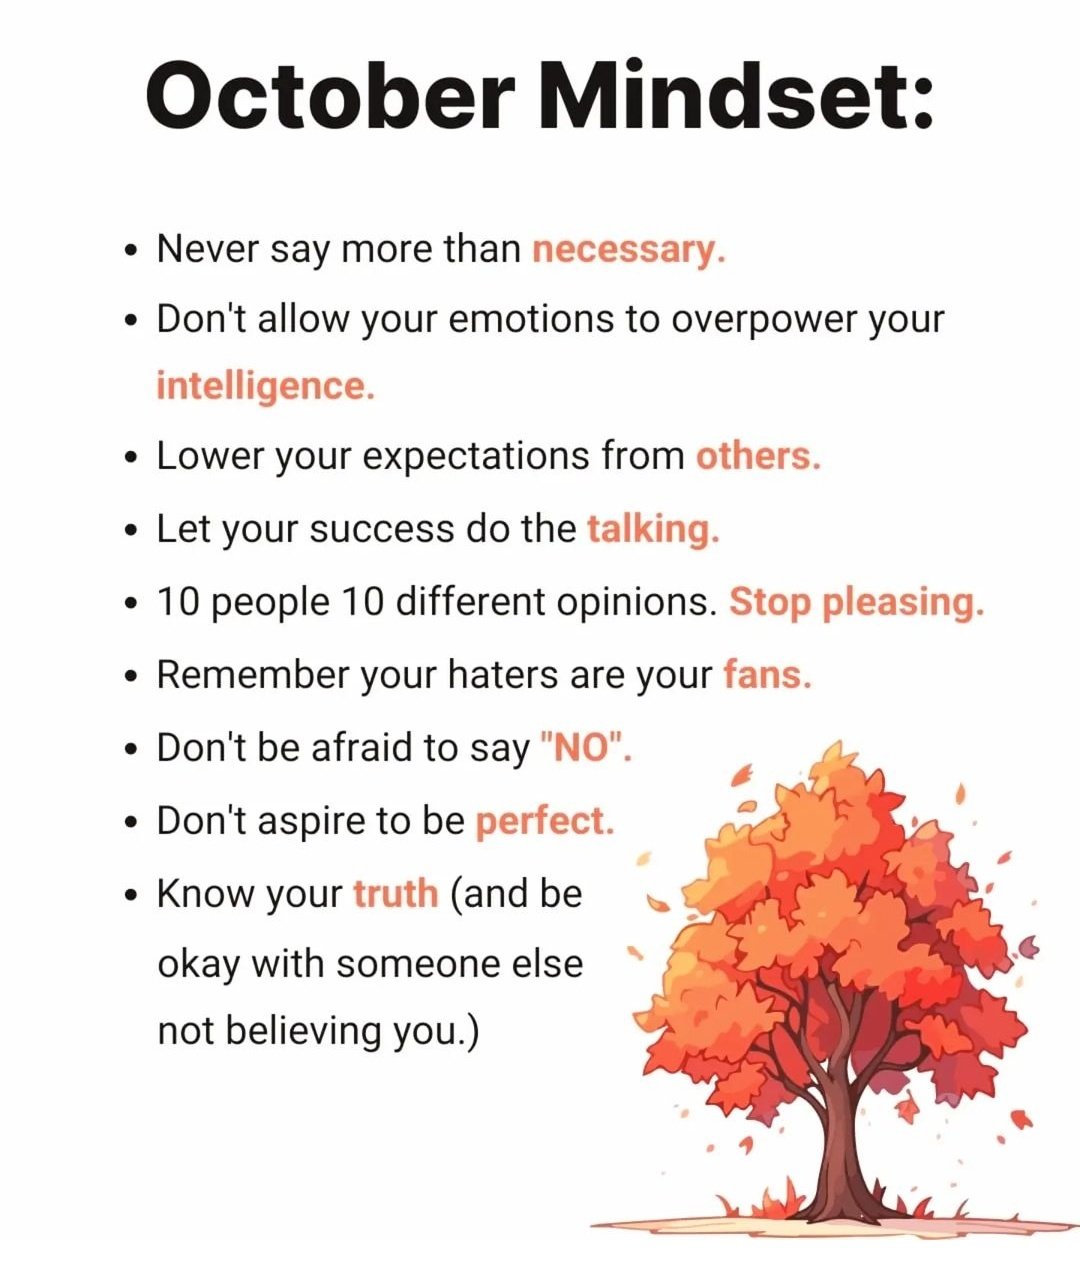 October Mindset:
• Never say more than necessary.
• Don't allow your emotions to overpower your
intelligence.
• Lower your expectations from others.
• Let your success do the talking.
• 10 people 10 different opinions. Stop pleasing.
• Remember your haters are your fans.
• Don't be afraid to say "NO".
• Don't aspire to be perfect.
• Know your truth (and be
okay with someone else
not believing you.)